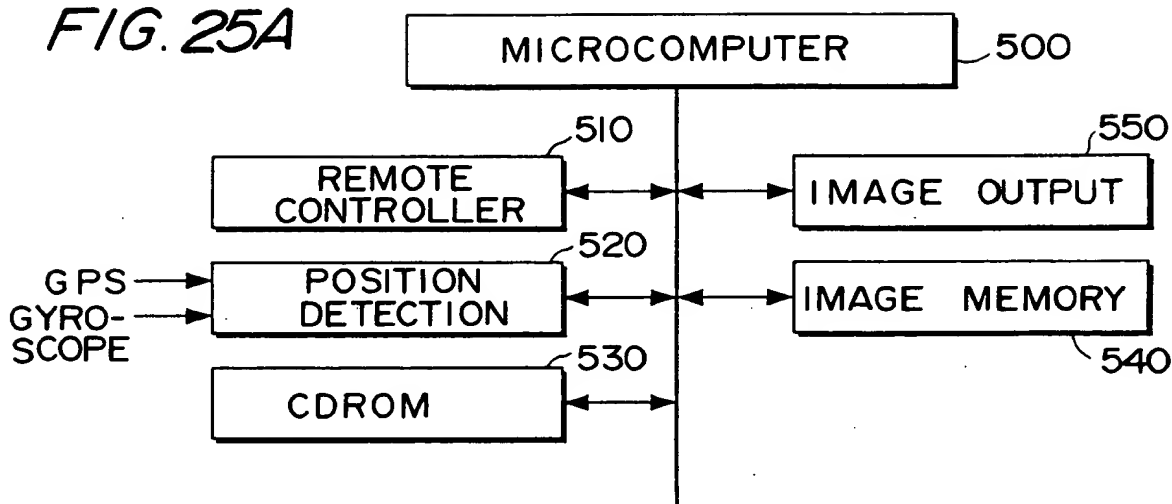 FIG. 25A
MICROCOMPUTER
500
510
REMOTE
CONTROLLER
550
IMAGE OUTPUT
520
GPS
GYRO-
SCOPE
POSITION
DETECTION
IMAGE MEMORY
540
530
CDROM